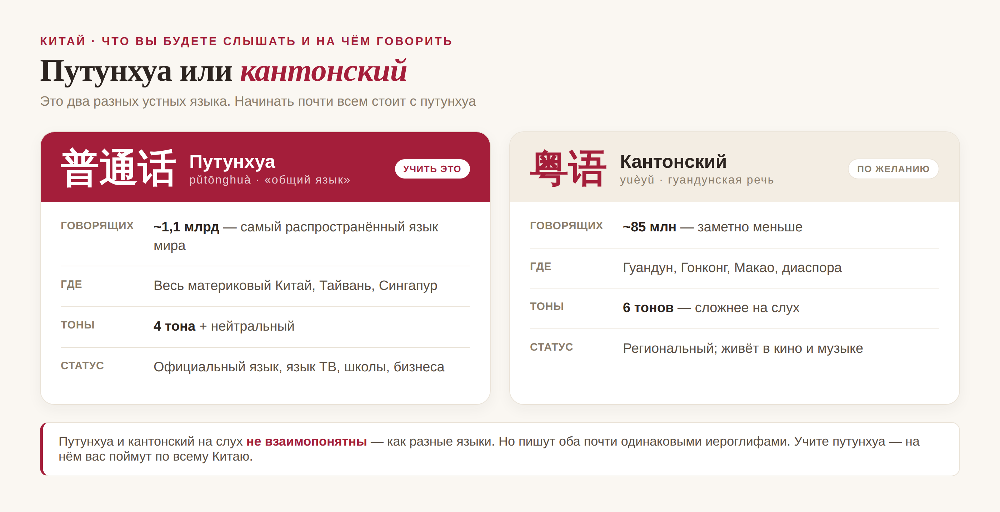 КИТАЙ · ЧТО ВЫ БУДЕТЕ СЛЫШАТЬ И НА ЧЁМ ГОВОРИТЬ
Путунхуа или кантонский
Это два разных устных языка. Начинать почти всем стоит с путунхуа
普通话
Путунхуа
pǔtōnghuà · «общий язык»
УЧИТЬ ЭТО
ГОВОРЯЩИХ
~1,1 млрд — самый распространённый язык
мира
ГДЕ
Весь материковый Китай, Тайвань, Сингапур
ТОНЫ
4 тона + нейтральный
СТАТУС
Официальный язык, язык ТВ, школы, бизнеса
粤语
Кантонский
yuèyǔ · гуандунская речь
ПО ЖЕЛАНИЮ
ГОВОРЯЩИХ
~85 млн — заметно меньше
ГДЕ
Гуандун, Гонконг, Макао, диаспора
ТОНЫ
6 тонов — сложнее на слух
СТАТУС
Региональный; живёт в кино и музыке
Путунхуа и кантонский на слух не взаимопонятны — как разные языки. Но пишут оба почти одинаковыми иероглифами. Учите путунхуа — на
нём вас поймут по всему Китаю.